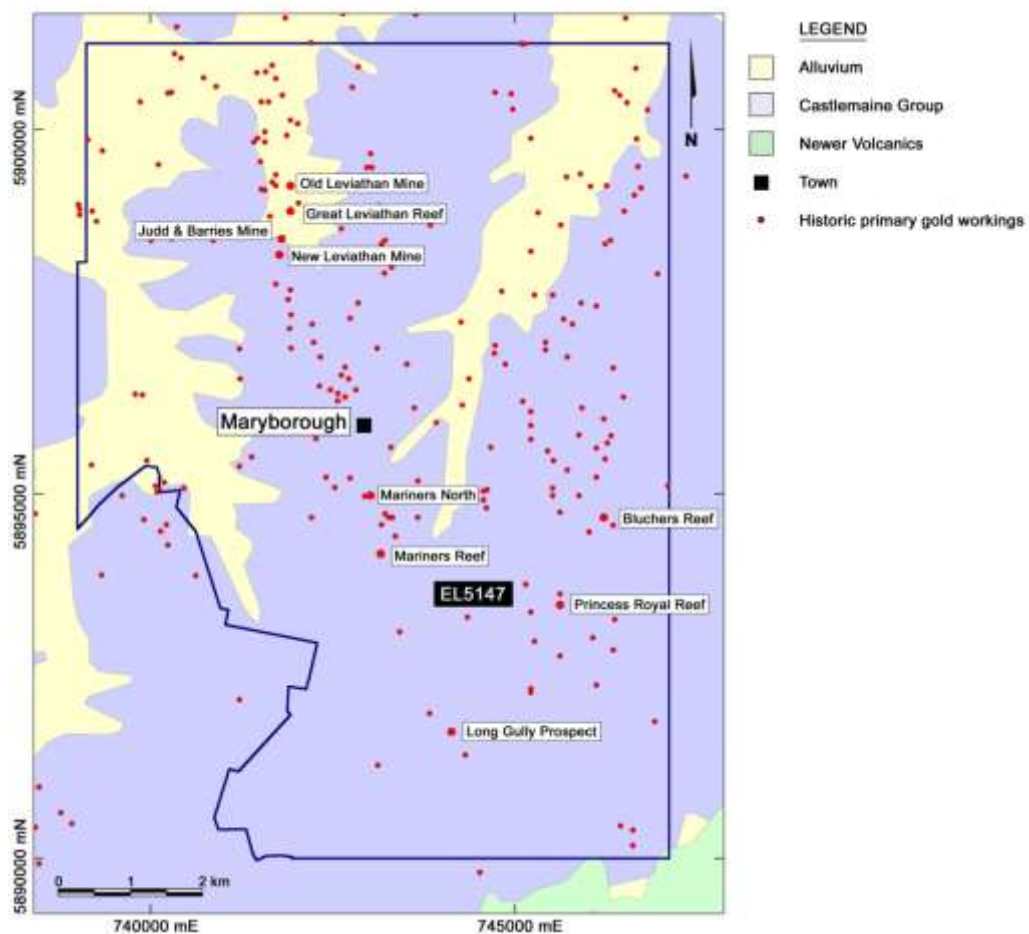 LEGEND
Alluvium
Castlemaine Group
Newer Volcanics
Town
Historic primary gold workings
N
5900000 mN
Old Leviathan Mine
Great Leviathan Reef
Judd & Barries Mine
New Leviathan Mine
Maryborough
5895000 mN
Mariners North
Bluchers Reef
Mariners Reef
EL5147
Princess Royal Reef
Long Gully Prospect
5890000 mN
0 1 2 km
740000 mE
745000 mE